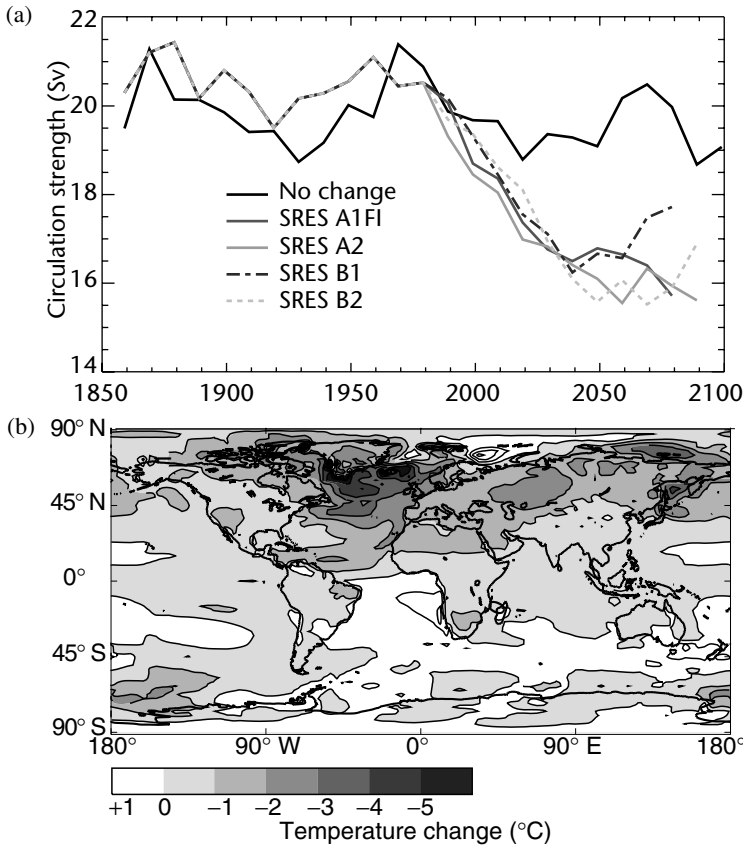 (a)
22
20
18
16
14
Circulation strength (Sv)
No change
SRES A1FI
SRES A2
SRES B1
SRES B2
1850 1900 1950 2000 2050 2100
(b)
90° N
45° N
0°
45° S
90° S
180° 90° W 0° 90° E 180°
+1 0 −1 −2 −3 −4 −5
Temperature change (°C)